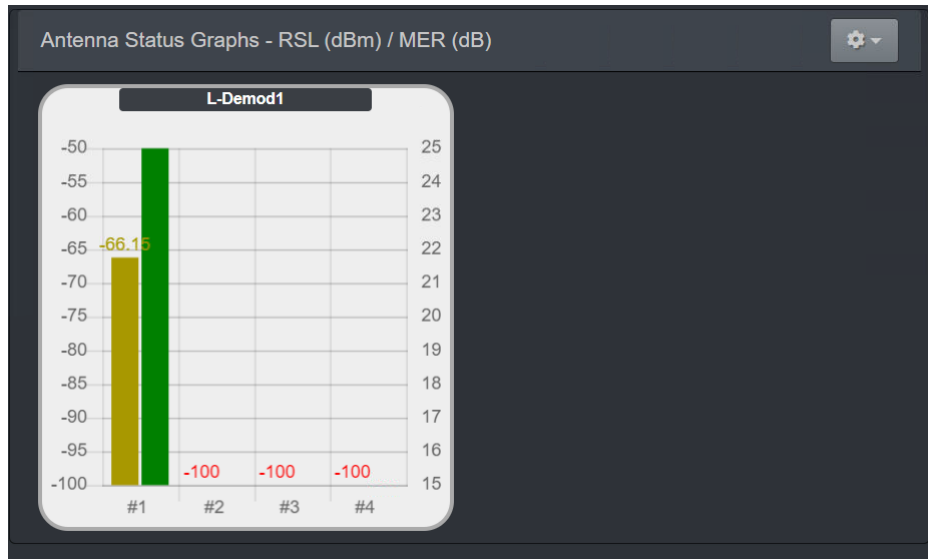 Antenna Status Graphs - RSL (dBm) / MER (dB)
L-Demod1
-50 25
-55 24
-60 23
-65 -66.15 22
-70 21
-75 20
-80 19
-85 18
-90 17
-95 16
-100 -100 -100 -100 15
#1 #2 #3 #4